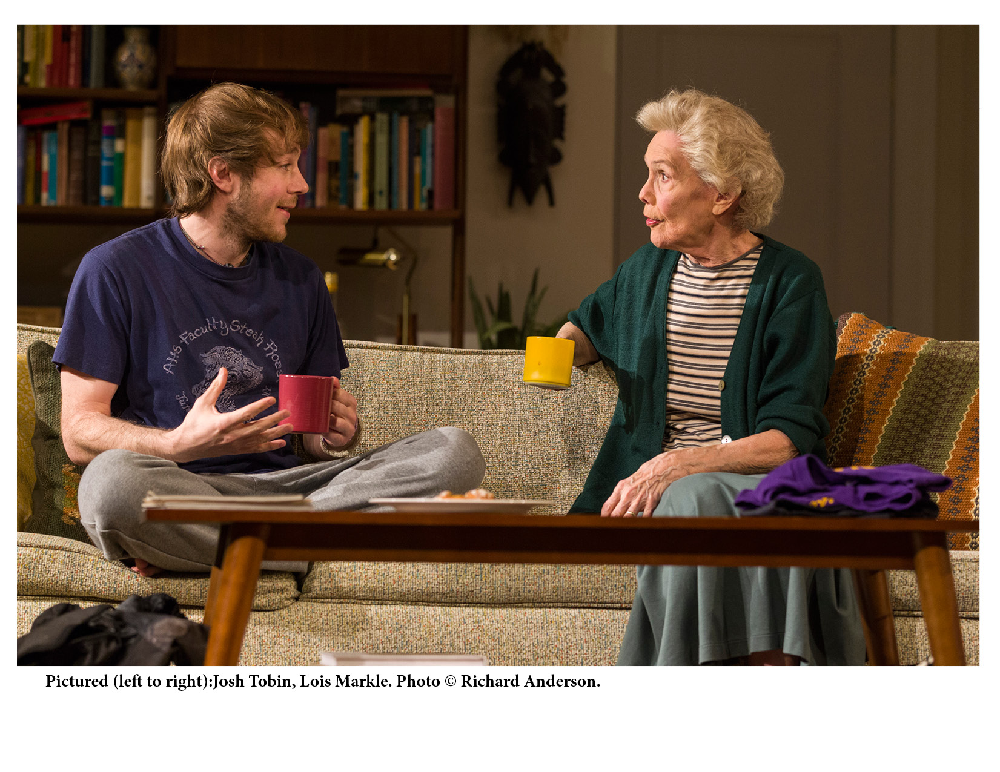 AHS Faculty Steak Roast
Pictured (left to right):Josh Tobin, Lois Markle. Photo © Richard Anderson.